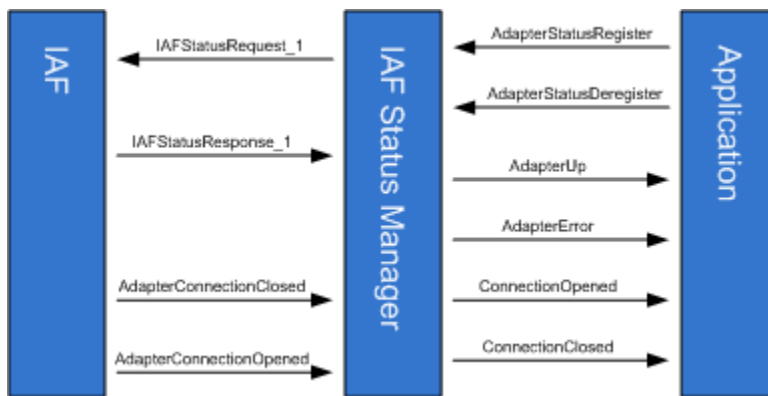 IAF
IAFStatusRequest_1
IAFStatusResponse_1
AdapterConnectionClosed
AdapterConnectionOpened
IAF Status Manager
AdapterStatusRegister
AdapterStatusDeregister
AdapterUp
AdapterError
ConnectionOpened
ConnectionClosed
Application